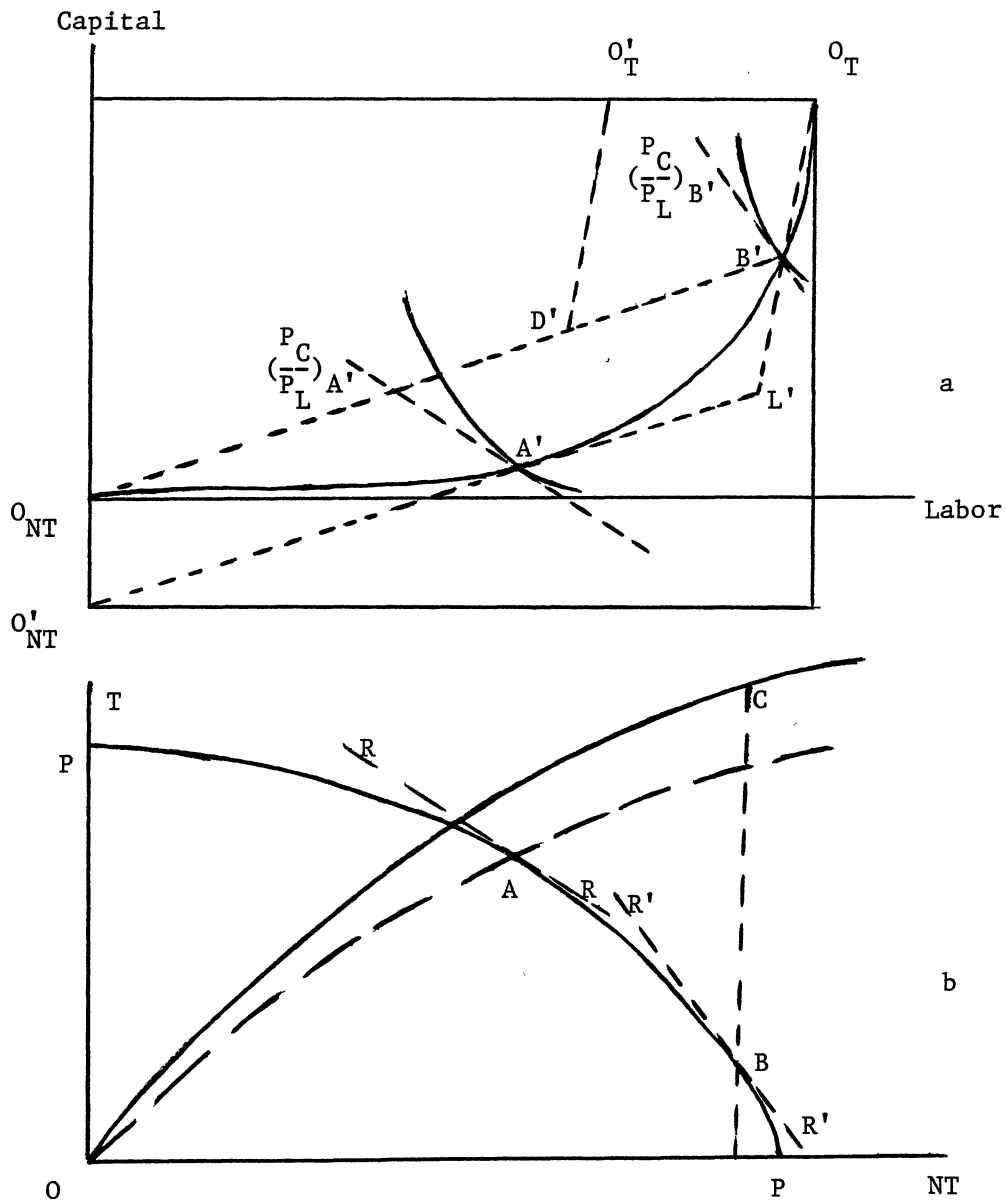 Capital
O'T
OT
(PC/PL)B'
B'
D'
(PC/PL)A'
L'
a
A'
ONT
Labor
O'NT
T
C
P
R
A
R
R'
b
B
R'
O
P
NT